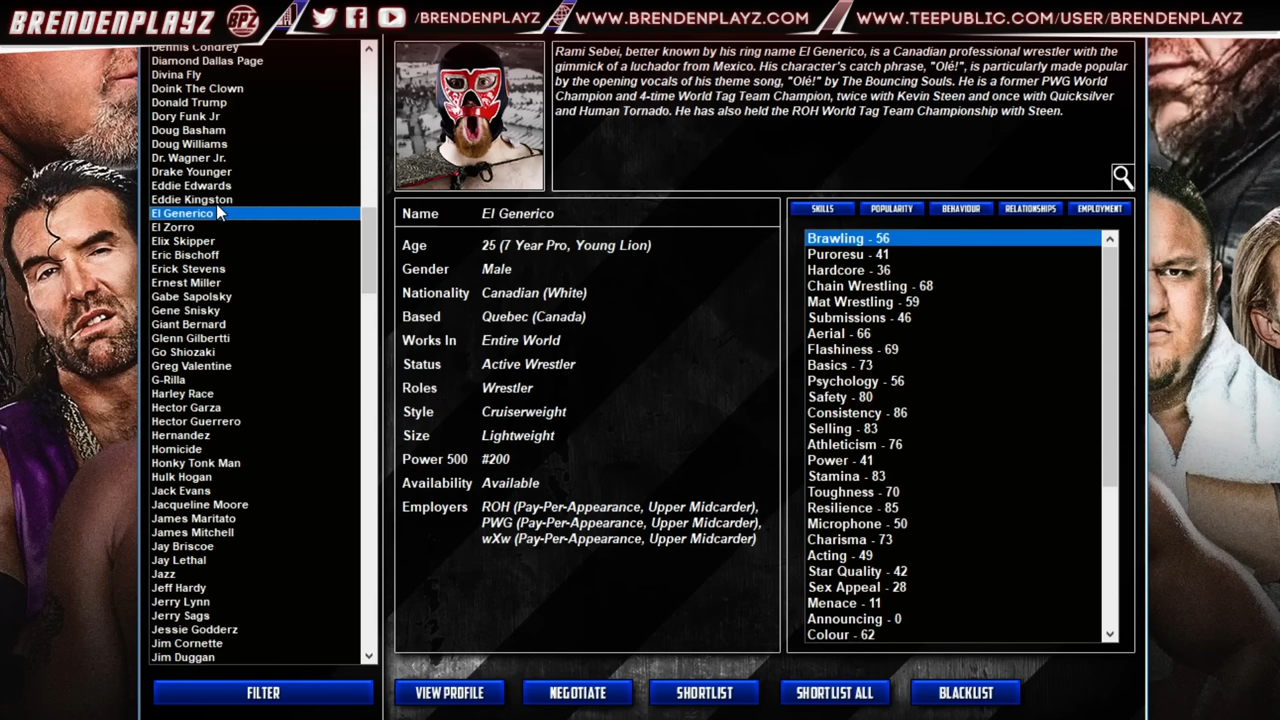 BRENDENPLAYZ BPZ /BRENDENPLAYZ WWW.BRENDENPLAYZ.COM WWW.TEEPUBLIC.COM/USER/BRENDENPLAYZ
Dennis Condrey
Diamond Dallas Page
Divina Fly
Doink The Clown
Donald Trump
Dory Funk Jr
Doug Basham
Doug Williams
Dr. Wagner Jr.
Drake Younger
Eddie Edwards
Eddie Kingston
El Generico
El Zorro
Elix Skipper
Eric Bischoff
Erick Stevens
Ernest Miller
Gabe Sapolsky
Gene Snisky
Giant Bernard
Glenn Gilbertti
Go Shiozaki
Greg Valentine
G-Rilla
Harley Race
Hector Garza
Hector Guerrero
Hernandez
Homicide
Honky Tonk Man
Hulk Hogan
Jack Evans
Jacqueline Moore
James Maritato
James Mitchell
Jay Briscoe
Jay Lethal
Jazz
Jeff Hardy
Jerry Lynn
Jerry Sags
Jessie Godderz
Jim Cornette
Jim Duggan
FILTER
Rami Sebei, better known by his ring name El Generico, is a Canadian professional wrestler with the
gimmick of a luchador from Mexico. His character's catch phrase, "Olé!", is particularly made popular
by the opening vocals of his theme song, "Olé!" by The Bouncing Souls. He is a former PWG World
Champion and 4-time World Tag Team Champion, twice with Kevin Steen and once with Quicksilver
and Human Tornado. He has also held the ROH World Tag Team Championship with Steen.
Name El Generico
Age 25 (7 Year Pro, Young Lion)
Gender Male
Nationality Canadian (White)
Based Quebec (Canada)
Works In Entire World
Status Active Wrestler
Roles Wrestler
Style Cruiserweight
Size Lightweight
Power 500 #200
Availability Available
Employers ROH (Pay-Per-Appearance, Upper Midcarder),
PWG (Pay-Per-Appearance, Upper Midcarder),
wXw (Pay-Per-Appearance, Upper Midcarder)
SKILLS POPULARITY BEHAVIOUR RELATIONSHIPS EMPLOYMENT
Brawling - 56
Puroresu - 41
Hardcore - 36
Chain Wrestling - 68
Mat Wrestling - 59
Submissions - 46
Aerial - 66
Flashiness - 69
Basics - 73
Psychology - 56
Safety - 80
Consistency - 86
Selling - 83
Athleticism - 76
Power - 41
Stamina - 83
Toughness - 70
Resilience - 85
Microphone - 50
Charisma - 73
Acting - 49
Star Quality - 42
Sex Appeal - 28
Menace - 11
Announcing - 0
Colour - 62
VIEW PROFILE NEGOTIATE SHORTLIST SHORTLIST ALL BLACKLIST